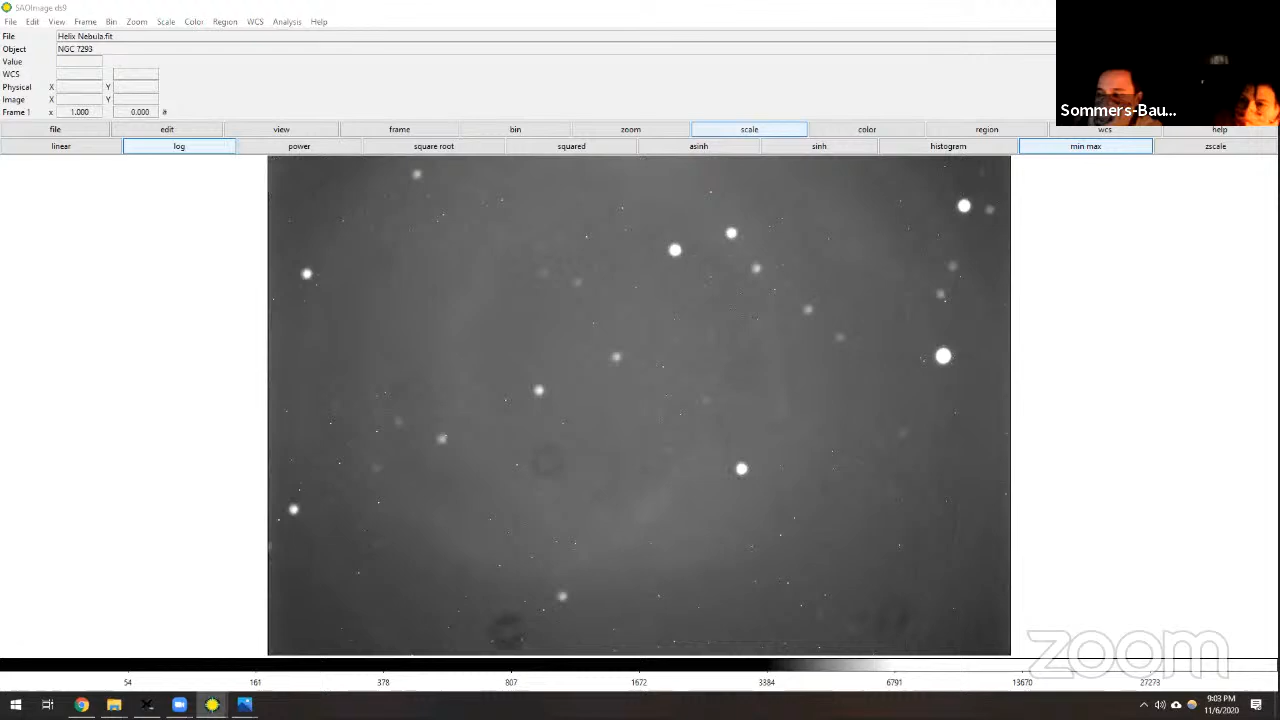 SAOImage ds9
File Edit View Frame Bin Zoom Scale Color Region WCS Analysis Help
File Helix Nebula.fit
Object NGC 7293
Value
WCS
Physical X Y
Image X Y
Frame 1 x 1.000 0.000 °
Sommers-Bau...
file edit view frame bin zoom scale color region wcs help
linear log power square root squared asinh sinh histogram min max zscale
zoom
54 161 378 807 1672 3384 6791 13670 27273
9:03 PM
11/6/2020